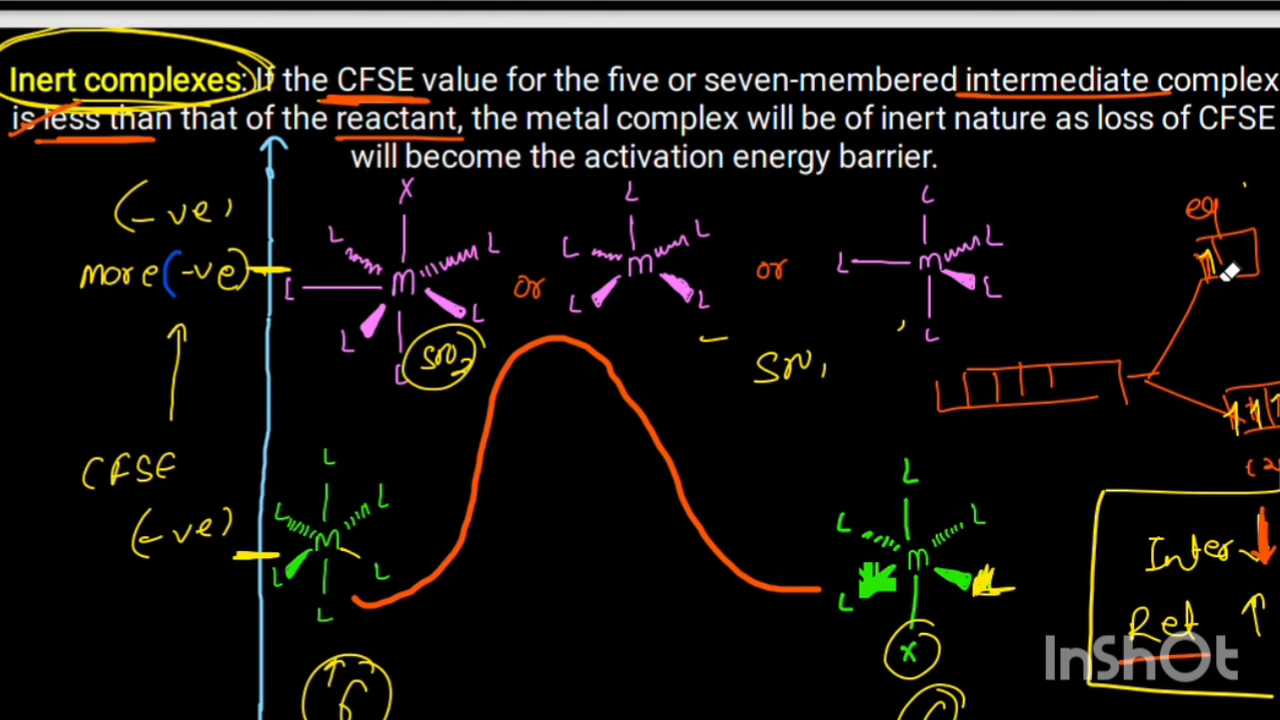 Inert complexes: If the CFSE value for the five or seven-membered intermediate complex
is less than that of the reactant, the metal complex will be of inert nature as loss of CFSE
will become the activation energy barrier.
(-ve)
more (-ve)
CFSE
(-ve)
X
L
L
L
M
L
L
L
SN2
or
L
L
L
M
L
L
or
L
L
L
M
L
L
SN1
eg
L
L
L
M
L
L
L
L
L
L
M
L
X
6
Inter
Ret
InShOt